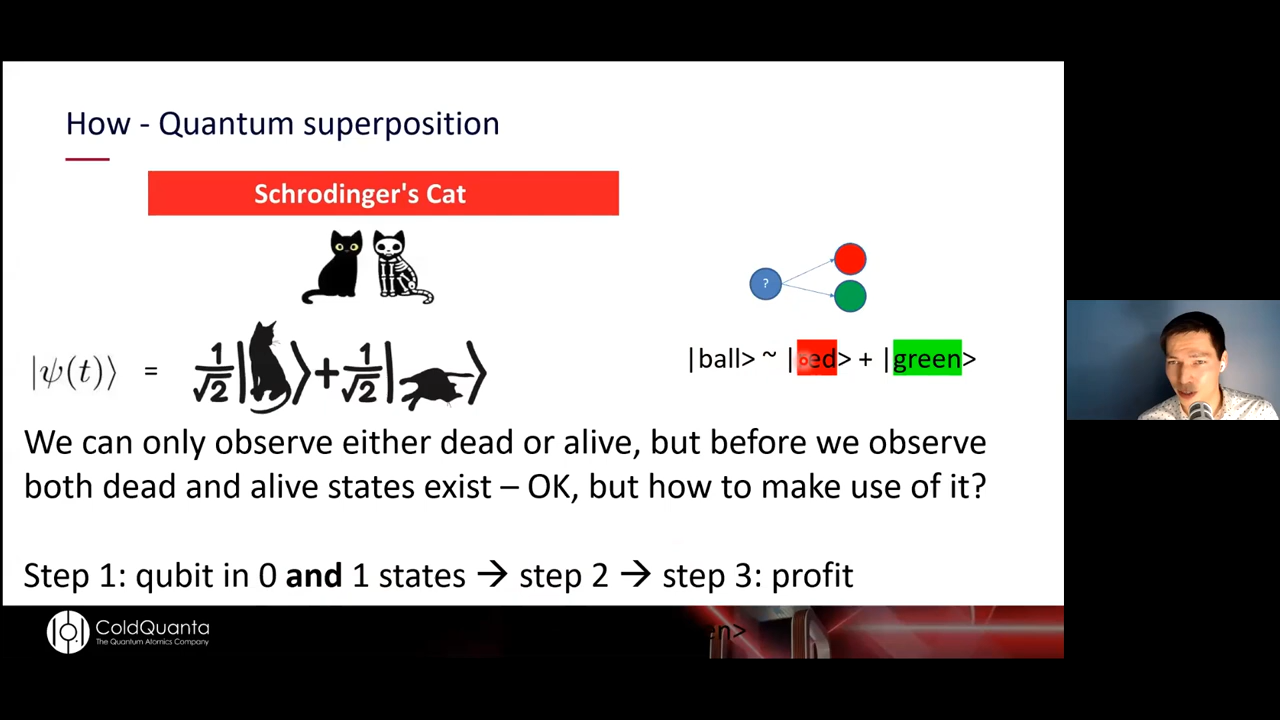 How - Quantum superposition
Schrodinger's Cat
?
|ball> ~ |red> + |green>
|ψ(t)⟩ = 1/√2| ⟩+1/√2| ⟩
We can only observe either dead or alive, but before we observe
both dead and alive states exist – OK, but how to make use of it?
Step 1: qubit in 0 and 1 states → step 2 → step 3: profit
ColdQuanta
The Quantum Atomics Company
en>